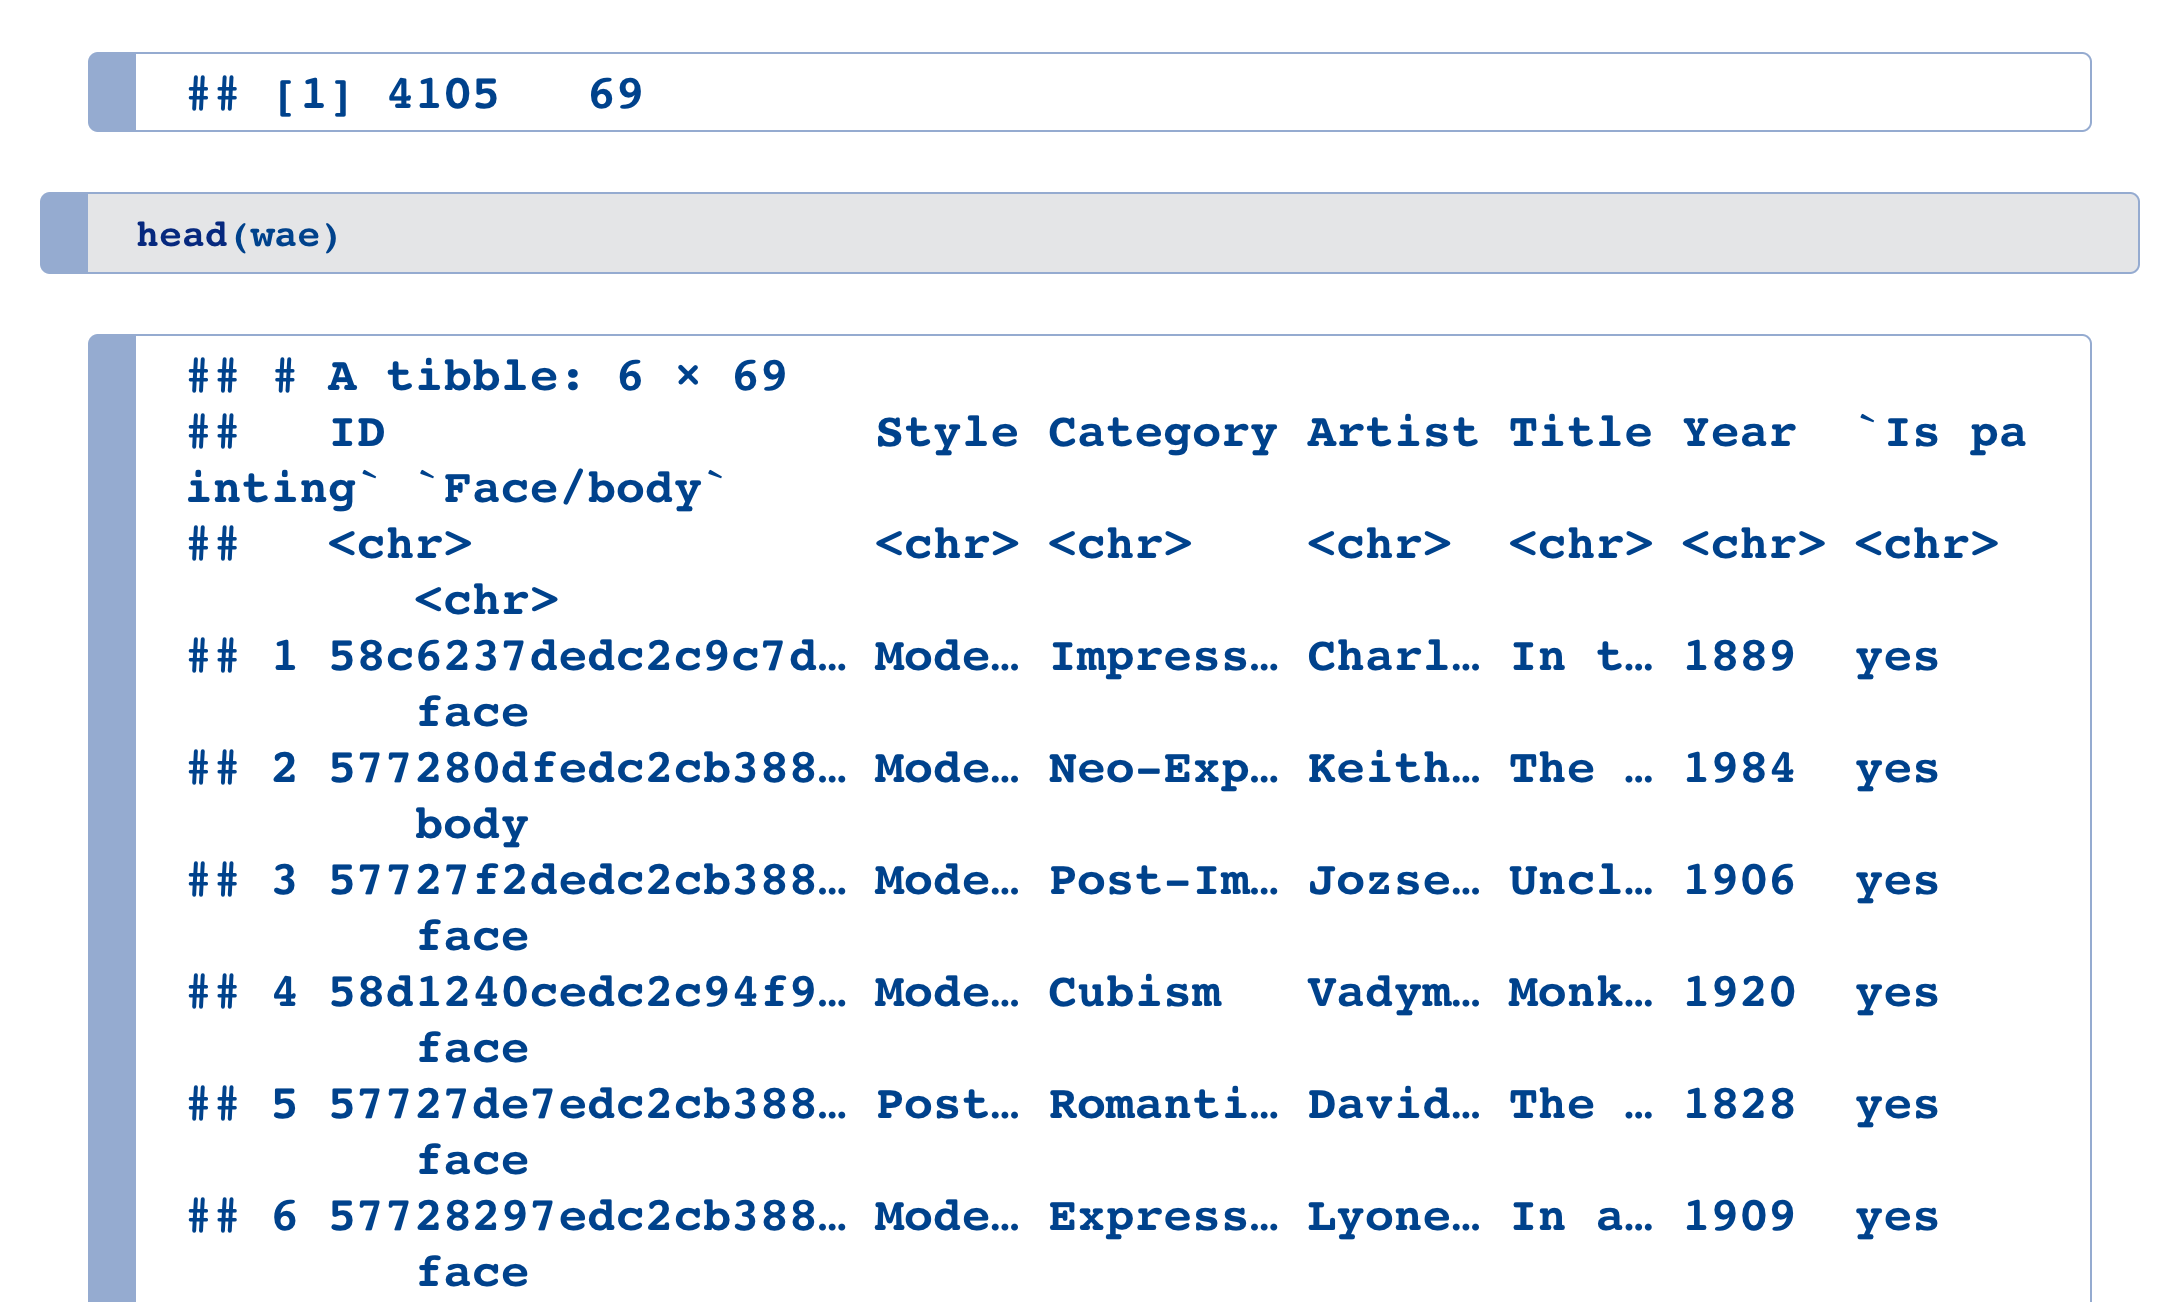 ## [1] 4105   69
head(wae)
## # A tibble: 6 × 69
##   ID                 Style Category Artist Title Year  `Is pa
inting` `Face/body`
##   <chr>              <chr> <chr>    <chr>  <chr> <chr> <chr>
        <chr>
## 1 58c6237dedc2c9c7d… Mode… Impress… Charl… In t… 1889  yes
        face
## 2 577280dfedc2cb388… Mode… Neo-Exp… Keith… The … 1984  yes
        body
## 3 57727f2dedc2cb388… Mode… Post-Im… Jozse… Uncl… 1906  yes
        face
## 4 58d1240cedc2c94f9… Mode… Cubism   Vadym… Monk… 1920  yes
        face
## 5 57727de7edc2cb388… Post… Romanti… David… The … 1828  yes
        face
## 6 57728297edc2cb388… Mode… Express… Lyone… In a… 1909  yes
        face